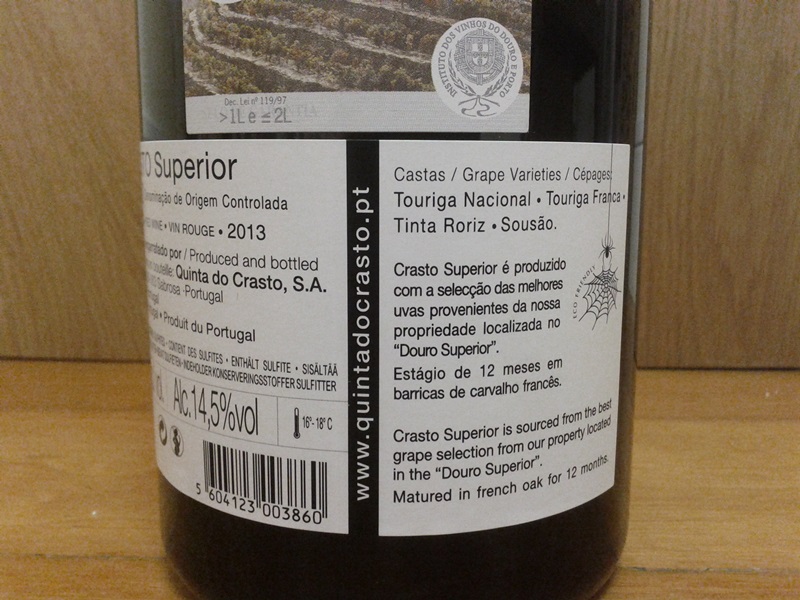 INSTITUTO DOS VINHOS DO DOURO E PORTO
Dec. Lei nº 119/97
>1L e ≤ 2L
Superior
Denominação de Origem Controlada
WINE • VIN ROUGE • 2013
por / Produced and bottled
Quinta do Crasto, S.A.
Sabrosa · Portugal
• Produit du Portugal
• CONTENT DES SULFITES • ENTHÄLT SULFITE • SISÄLTÄÄ
INDEHOLDER KONSERVERINGSSTOFFER SULFITTER
Alc.14,5%vol
16º-18º C
5 604123 003860
www.quintadocrasto.pt
Castas / Grape Varieties / Cépages:
Touriga Nacional • Touriga Franca •
Tinta Roriz • Sousão.
Crasto Superior é produzido
com a selecção das melhores
uvas provenientes da nossa
propriedade localizada no
“Douro Superior”.
Estágio de 12 meses em
barricas de carvalho francês.
ECO FRIENDLY
Crasto Superior is sourced from the best
grape selection from our property located
in the “Douro Superior”.
Matured in french oak for 12 months.